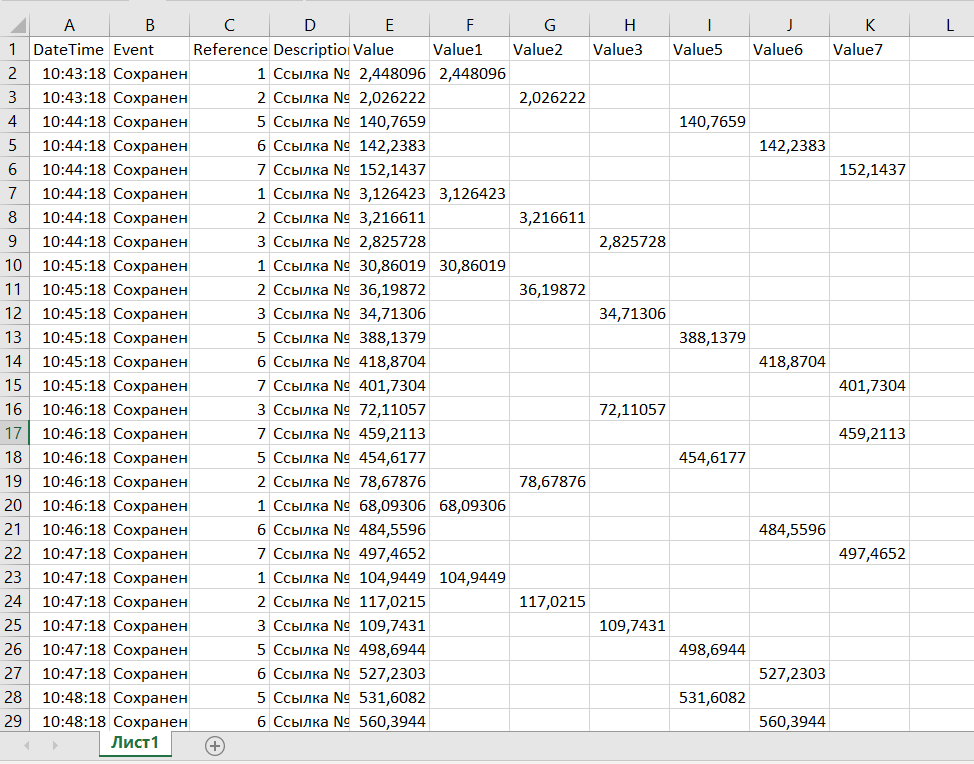 A B C D E F G H I J K L
1 DateTime Event Reference Description Value Value1 Value2 Value3 Value5 Value6 Value7
2 10:43:18 Сохранен 1 Ссылка № 2,448096 2,448096
3 10:43:18 Сохранен 2 Ссылка № 2,026222 2,026222
4 10:44:18 Сохранен 5 Ссылка № 140,7659 140,7659
5 10:44:18 Сохранен 6 Ссылка № 142,2383 142,2383
6 10:44:18 Сохранен 7 Ссылка № 152,1437 152,1437
7 10:44:18 Сохранен 1 Ссылка № 3,126423 3,126423
8 10:44:18 Сохранен 2 Ссылка № 3,216611 3,216611
9 10:44:18 Сохранен 3 Ссылка № 2,825728 2,825728
10 10:45:18 Сохранен 1 Ссылка № 30,86019 30,86019
11 10:45:18 Сохранен 2 Ссылка № 36,19872 36,19872
12 10:45:18 Сохранен 3 Ссылка № 34,71306 34,71306
13 10:45:18 Сохранен 5 Ссылка № 388,1379 388,1379
14 10:45:18 Сохранен 6 Ссылка № 418,8704 418,8704
15 10:45:18 Сохранен 7 Ссылка № 401,7304 401,7304
16 10:46:18 Сохранен 3 Ссылка № 72,11057 72,11057
17 10:46:18 Сохранен 7 Ссылка № 459,2113 459,2113
18 10:46:18 Сохранен 5 Ссылка № 454,6177 454,6177
19 10:46:18 Сохранен 2 Ссылка № 78,67876 78,67876
20 10:46:18 Сохранен 1 Ссылка № 68,09306 68,09306
21 10:46:18 Сохранен 6 Ссылка № 484,5596 484,5596
22 10:47:18 Сохранен 7 Ссылка № 497,4652 497,4652
23 10:47:18 Сохранен 1 Ссылка № 104,9449 104,9449
24 10:47:18 Сохранен 2 Ссылка № 117,0215 117,0215
25 10:47:18 Сохранен 3 Ссылка № 109,7431 109,7431
26 10:47:18 Сохранен 5 Ссылка № 498,6944 498,6944
27 10:47:18 Сохранен 6 Ссылка № 527,2303 527,2303
28 10:48:18 Сохранен 5 Ссылка № 531,6082 531,6082
29 10:48:18 Сохранен 6 Ссылка № 560,3944 560,3944
Лист1